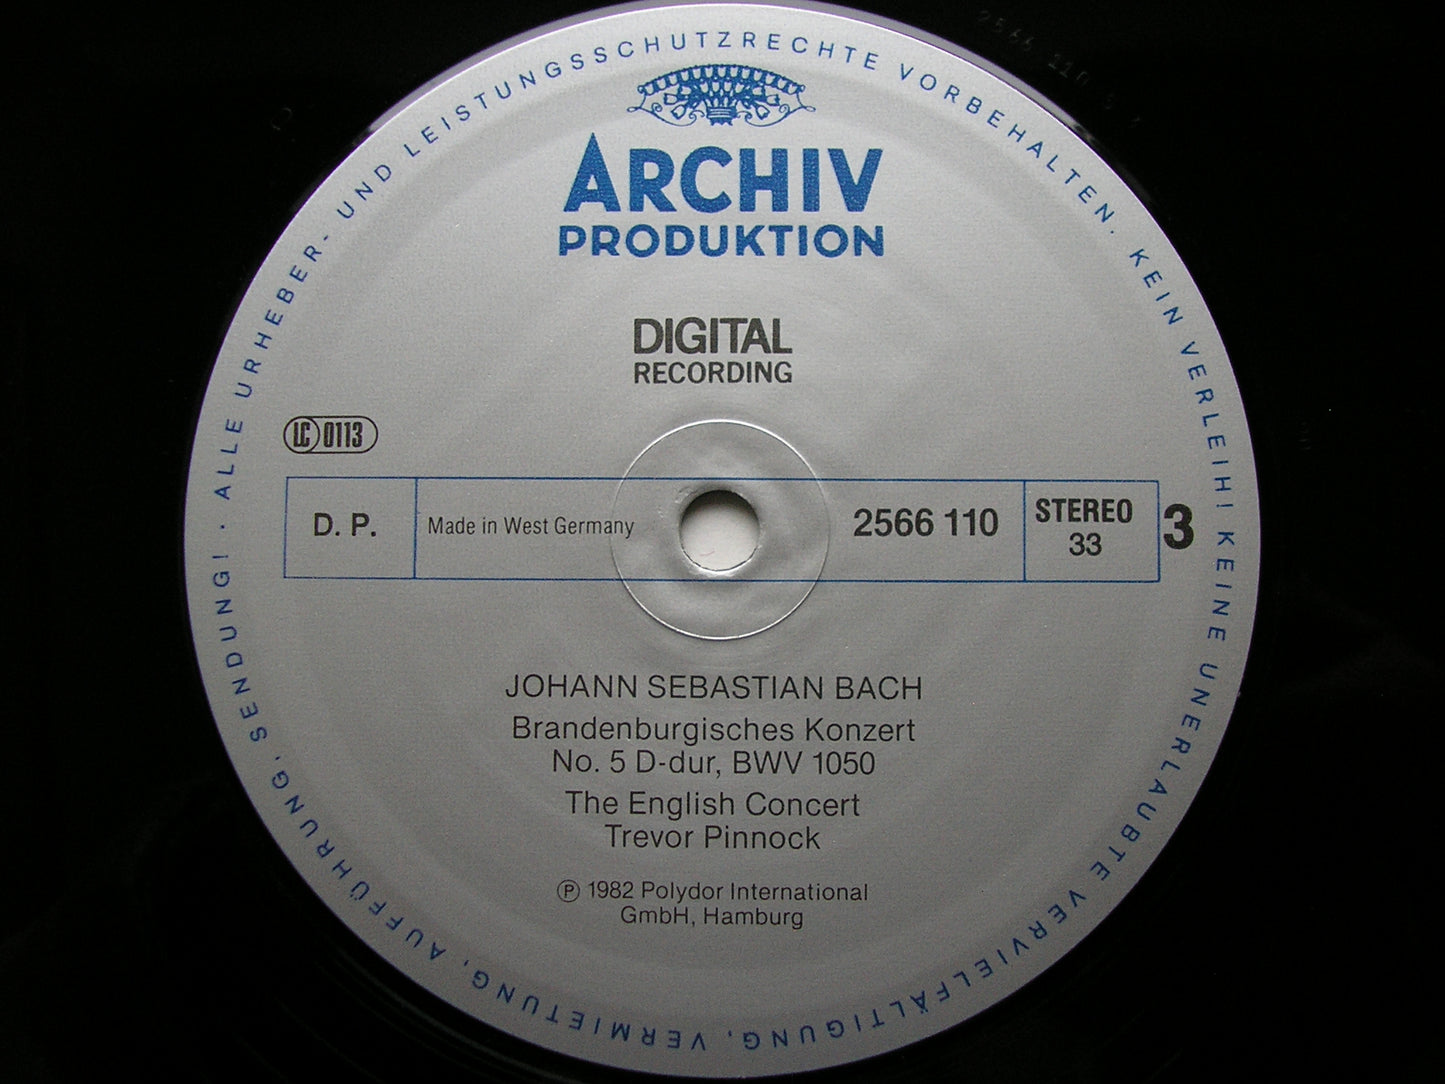 ALLE URHEBER- UND LEISTUNGSSCHUTZRECHTE VORBEHALTEN. KEIN VERLEIH! KEINE UNERLAUBTE VERVIELFÄLTIGUNG, VERMIETUNG, AUFFÜHRUNG, SENDUNG! ·
ARCHIV
PRODUKTION
DIGITAL
RECORDING
LC 0113
D. P.
Made in West Germany
2566 110
STEREO
33
3
JOHANN SEBASTIAN BACH
Brandenburgisches Konzert
No. 5 D-dur, BWV 1050
The English Concert
Trevor Pinnock
℗ 1982 Polydor International
GmbH, Hamburg